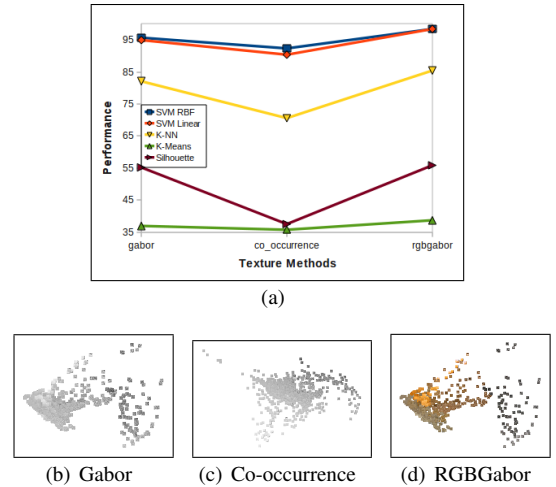 95
85
75
65
55
45
35
Performance
SVM RBF
SVM Linear
K-NN
K-Means
Silhouette
gabor co_occurrence rgbgabor
Texture Methods
(a)
(b) Gabor (c) Co-occurrence (d) RGBGabor